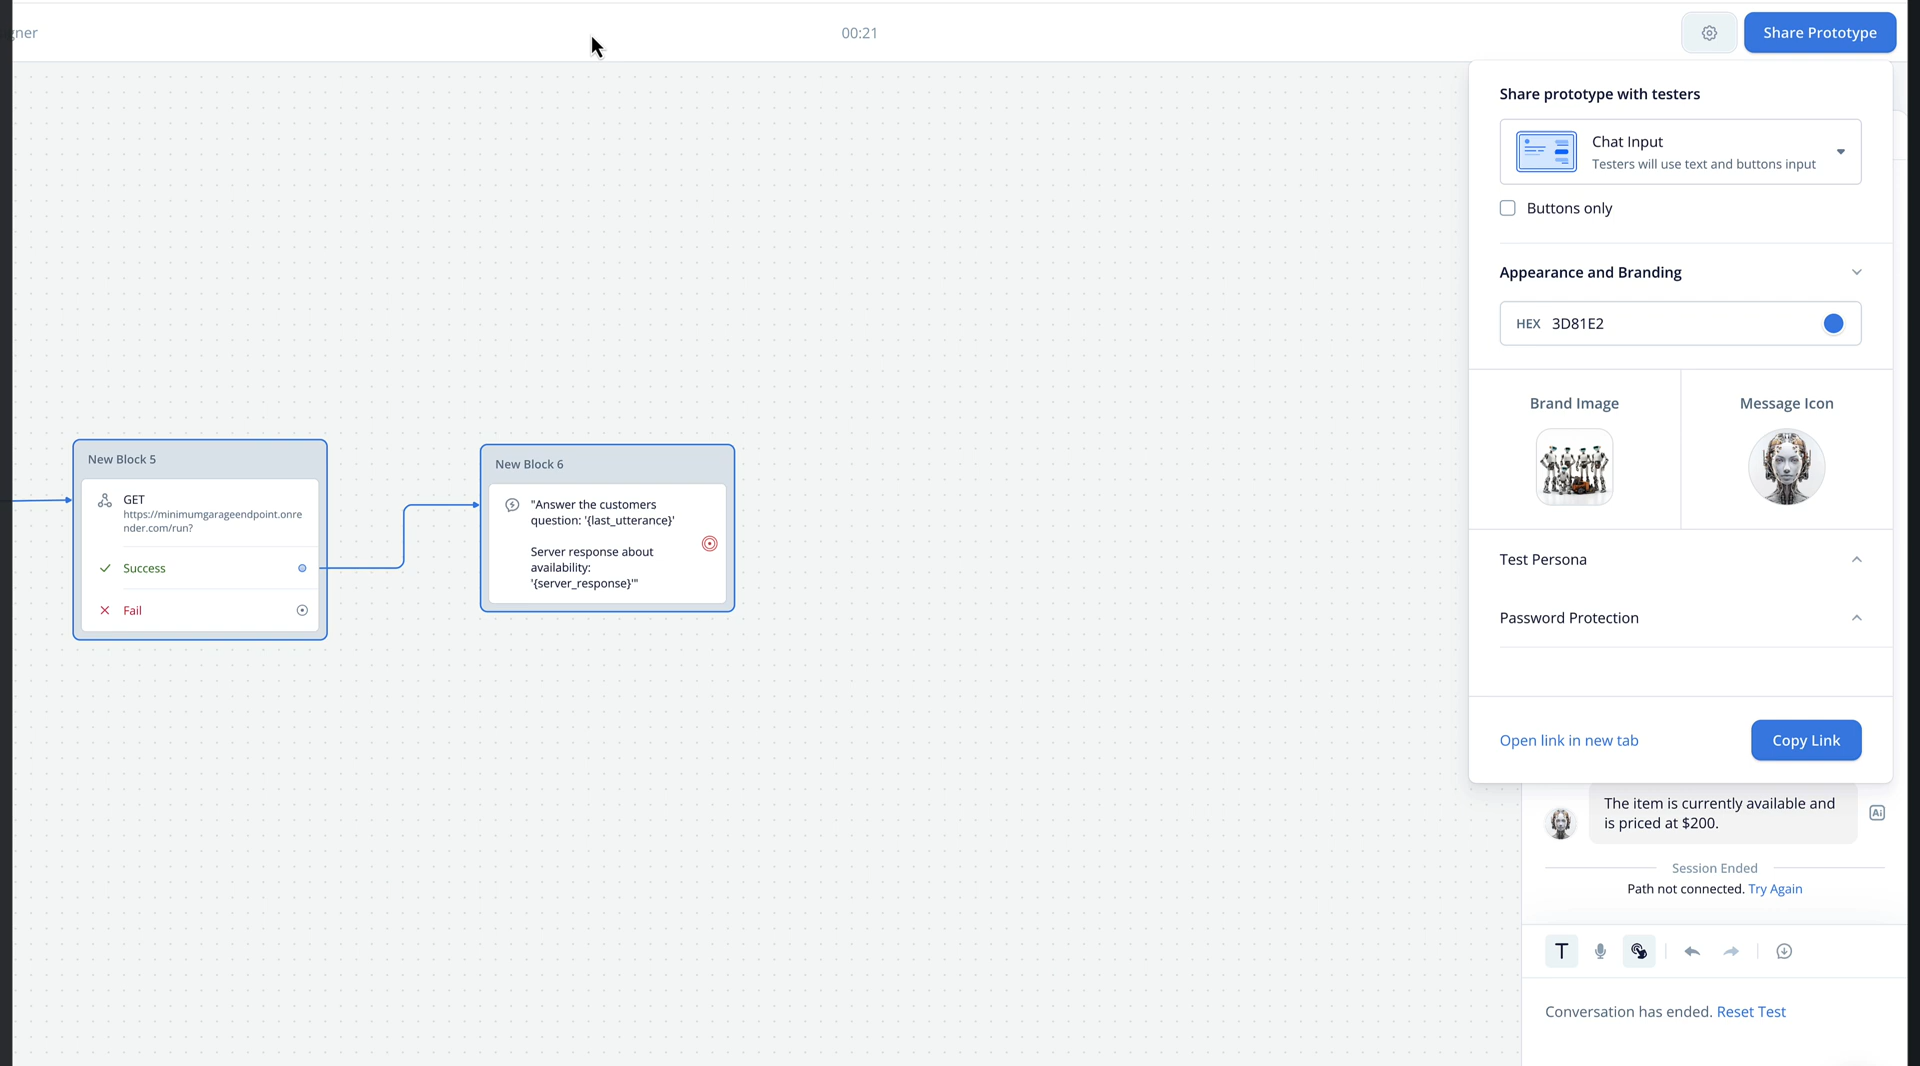 gner
00:21
Share Prototype
Share prototype with testers
Chat Input
Testers will use text and buttons input
Buttons only
Appearance and Branding
HEX 3D81E2
Brand Image
Message Icon
Test Persona
Password Protection
Open link in new tab
Copy Link
New Block 5
GET
https://minimumgarageendpoint.onre
nder.com/run?
Success
Fail
New Block 6
"Answer the customers
question: '{last_utterance}'
Server response about
availability:
'{server_response}'"
The item is currently available and
is priced at $200.
Ai
Session Ended
Path not connected. Try Again
T
Conversation has ended. Reset Test